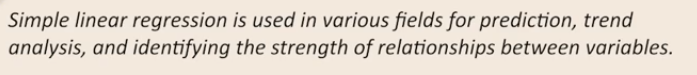 Simple linear regression is used in various fields for prediction, trend
analysis, and identifying the strength of relationships between variables.